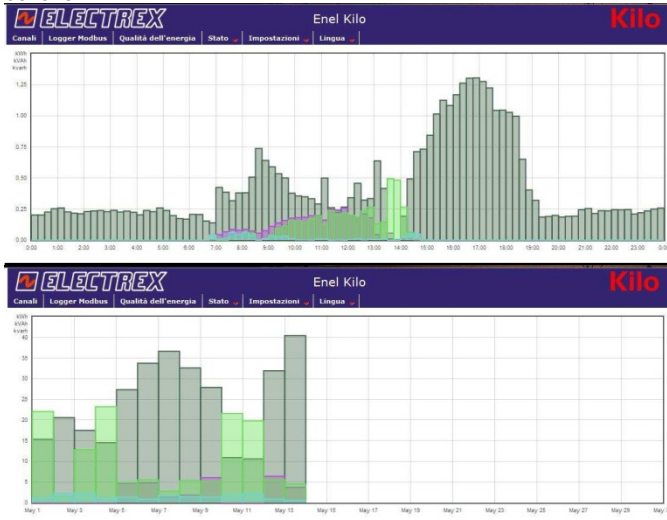 ELECTREX
Enel Kilo
Kilo
Canali Logger Modbus Qualità dell'energia Stato Impostazioni Lingua
kWh
kVAh
kvarh
1.25
0.75
0.50
0.25
0.00
0:00 1:00 2:00 3:00 4:00 5:00 6:00 7:00 8:00 9:00 10:00 11:00 12:00 13:00 14:00 15:00 16:00 17:00 18:00 19:00 20:00 21:00 22:00 23:00
ELECTREX
Enel Kilo
Kilo
Canali Logger Modbus Qualità dell'energia Stato Impostazioni Lingua
kWh
kVAh
kvarh
40
35
30
25
20
15
10
5
0
May 1 May 3 May 5 May 7 May 9 May 11 May 13 May 15 May 17 May 19 May 21 May 23 May 25 May 27 May 29 May